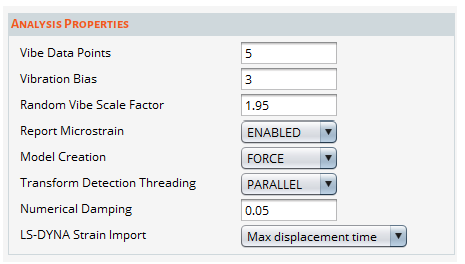 ANALYSIS PROPERTIES
Vibe Data Points 5
Vibration Bias 3
Random Vibe Scale Factor 1.95
Report Microstrain ENABLED
Model Creation FORCE
Transform Detection Threading PARALLEL
Numerical Damping 0.05
LS-DYNA Strain Import Max displacement time